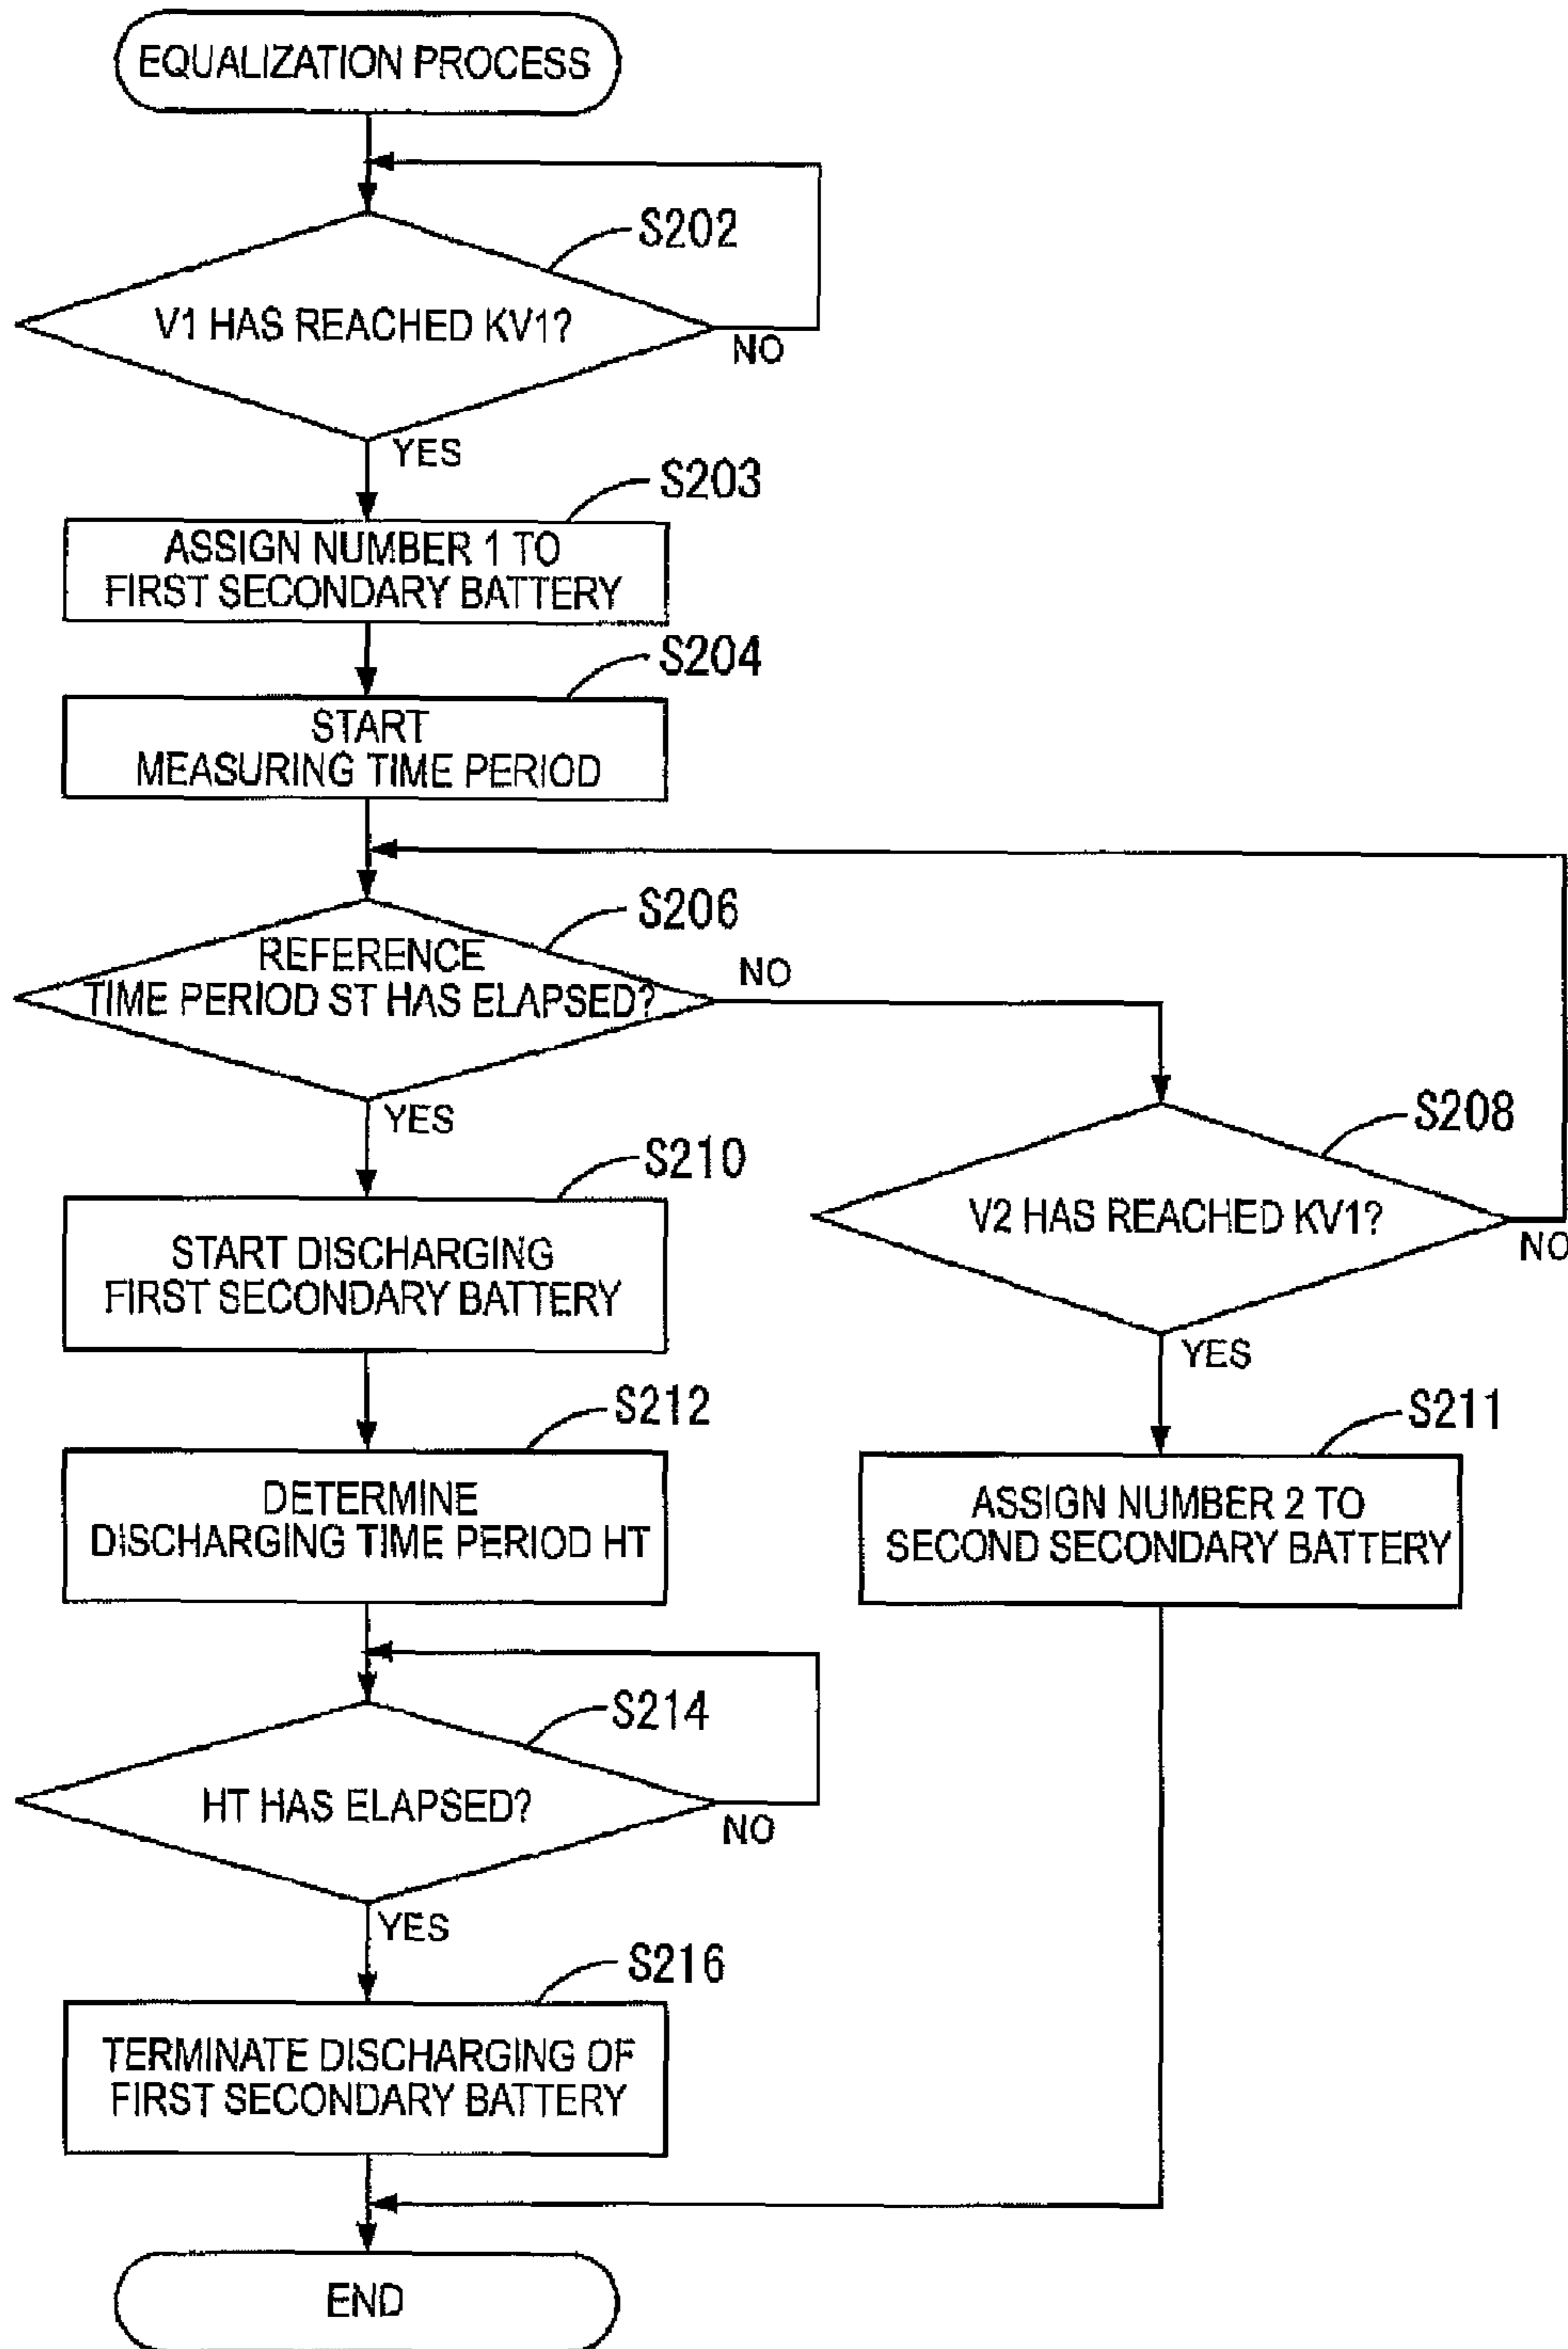 EQUALIZATION PROCESS
S202
V1 HAS REACHED KV1?
NO
YES
S203
ASSIGN NUMBER 1 TO
FIRST SECONDARY BATTERY
S204
START
MEASURING TIME PERIOD
S206
REFERENCE
TIME PERIOD ST HAS ELAPSED?
NO
YES
S208
V2 HAS REACHED KV1?
NO
YES
S210
START DISCHARGING
FIRST SECONDARY BATTERY
S211
ASSIGN NUMBER 2 TO
SECOND SECONDARY BATTERY
S212
DETERMINE
DISCHARGING TIME PERIOD HT
S214
HT HAS ELAPSED?
NO
YES
S216
TERMINATE DISCHARGING OF
FIRST SECONDARY BATTERY
END